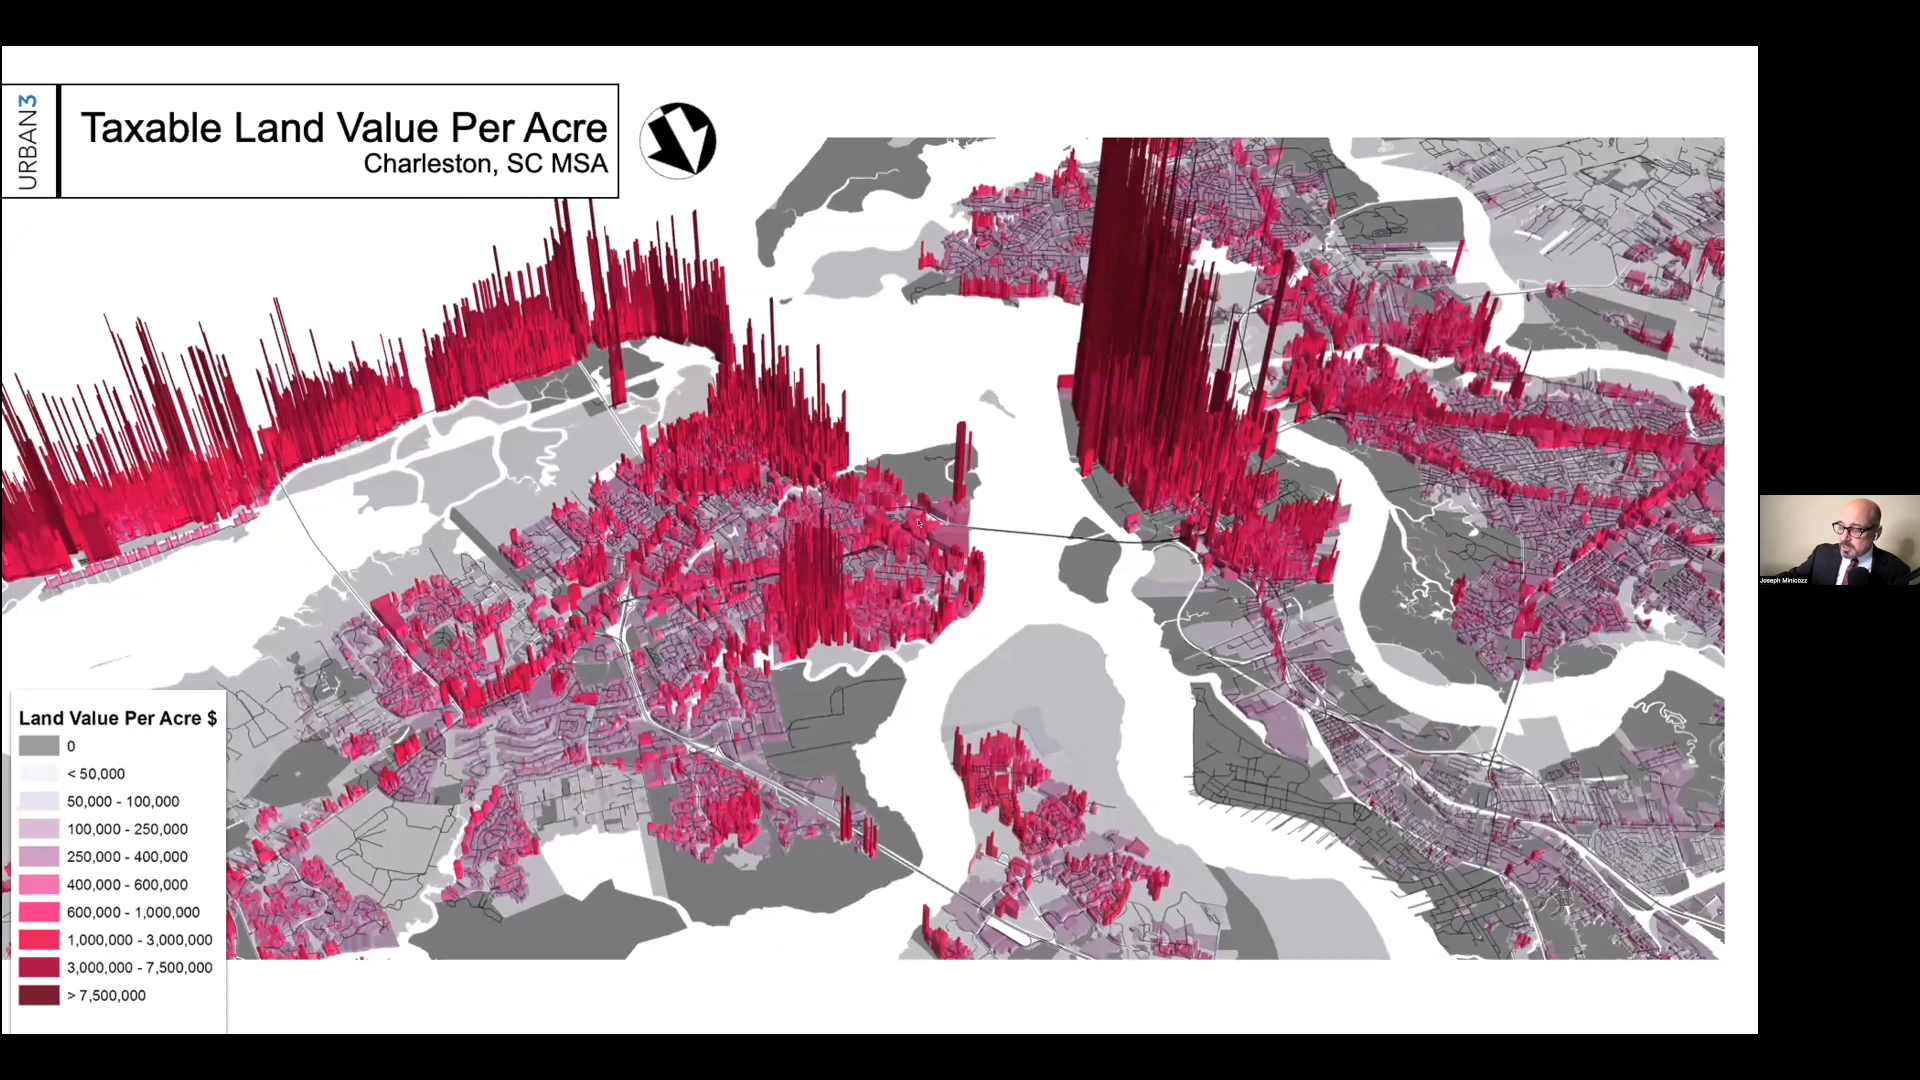 URBAN3
Taxable Land Value Per Acre
Charleston, SC MSA
Land Value Per Acre $
0
< 50,000
50,000 - 100,000
100,000 - 250,000
250,000 - 400,000
400,000 - 600,000
600,000 - 1,000,000
1,000,000 - 3,000,000
3,000,000 - 7,500,000
> 7,500,000
Joseph Minicozz